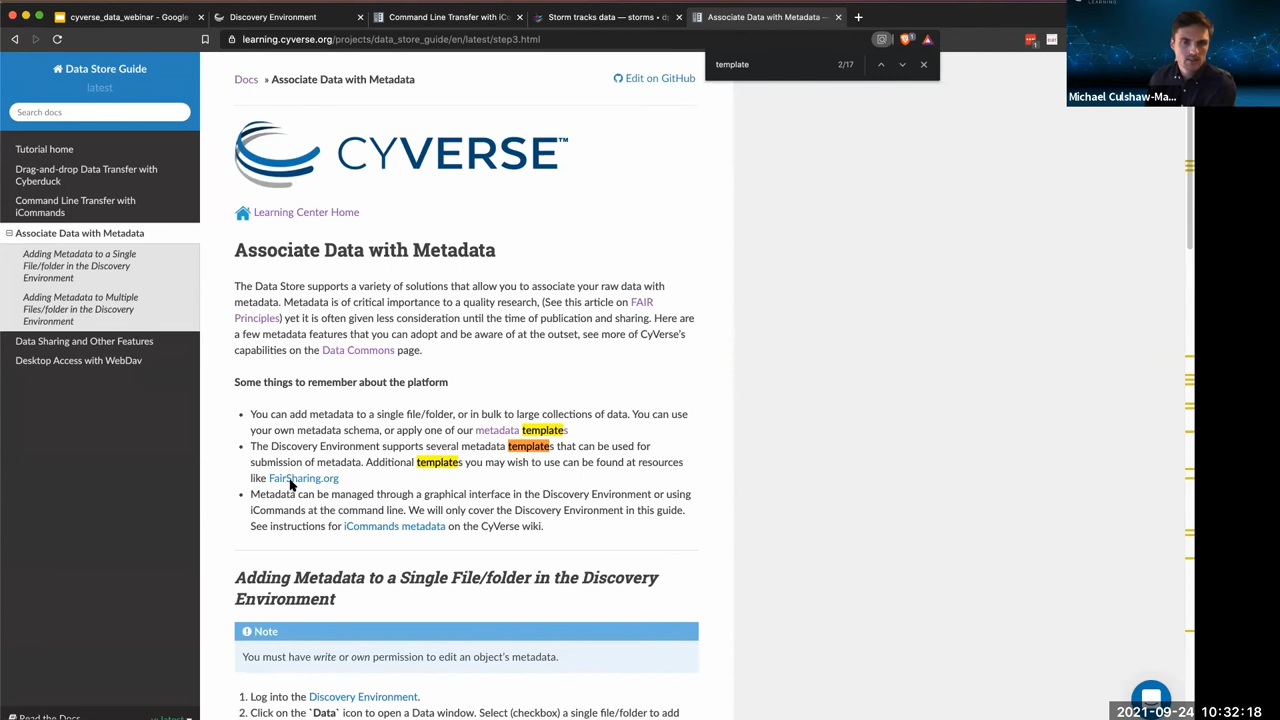 cyverse_data_webinar - Google
Discovery Environment
Command Line Transfer with iCo
Storm tracks data — storms • d
Associate Data with Metadata —
learning.cyverse.org/projects/data_store_guide/en/latest/step3.html
template
2/17
LEARNING
Michael Culshaw-Ma...
Data Store Guide
latest
Search docs
Tutorial home
Drag-and-drop Data Transfer with
Cyberduck
Command Line Transfer with
iCommands
Associate Data with Metadata
Adding Metadata to a Single
File/folder in the Discovery
Environment
Adding Metadata to Multiple
Files/folder in the Discovery
Environment
Data Sharing and Other Features
Desktop Access with WebDav
Read the Docs
v: latest
Docs » Associate Data with Metadata
Edit on GitHub
CYVERSE™
Learning Center Home
Associate Data with Metadata
The Data Store supports a variety of solutions that allow you to associate your raw data with
metadata. Metadata is of critical importance to a quality research, (See this article on FAIR
Principles) yet it is often given less consideration until the time of publication and sharing. Here are
a few metadata features that you can adopt and be aware of at the outset, see more of CyVerse's
capabilities on the Data Commons page.
Some things to remember about the platform
• You can add metadata to a single file/folder, or in bulk to large collections of data. You can use
your own metadata schema, or apply one of our metadata templates
• The Discovery Environment supports several metadata templates that can be used for
submission of metadata. Additional templates you may wish to use can be found at resources
like FairSharing.org
• Metadata can be managed through a graphical interface in the Discovery Environment or using
iCommands at the command line. We will only cover the Discovery Environment in this guide.
See instructions for iCommands metadata on the CyVerse wiki.
Adding Metadata to a Single File/folder in the Discovery
Environment
Note
You must have write or own permission to edit an object's metadata.
1. Log into the Discovery Environment.
2. Click on the `Data` icon to open a Data window. Select (checkbox) a single file/folder to add
2021-09-24 10:32:18